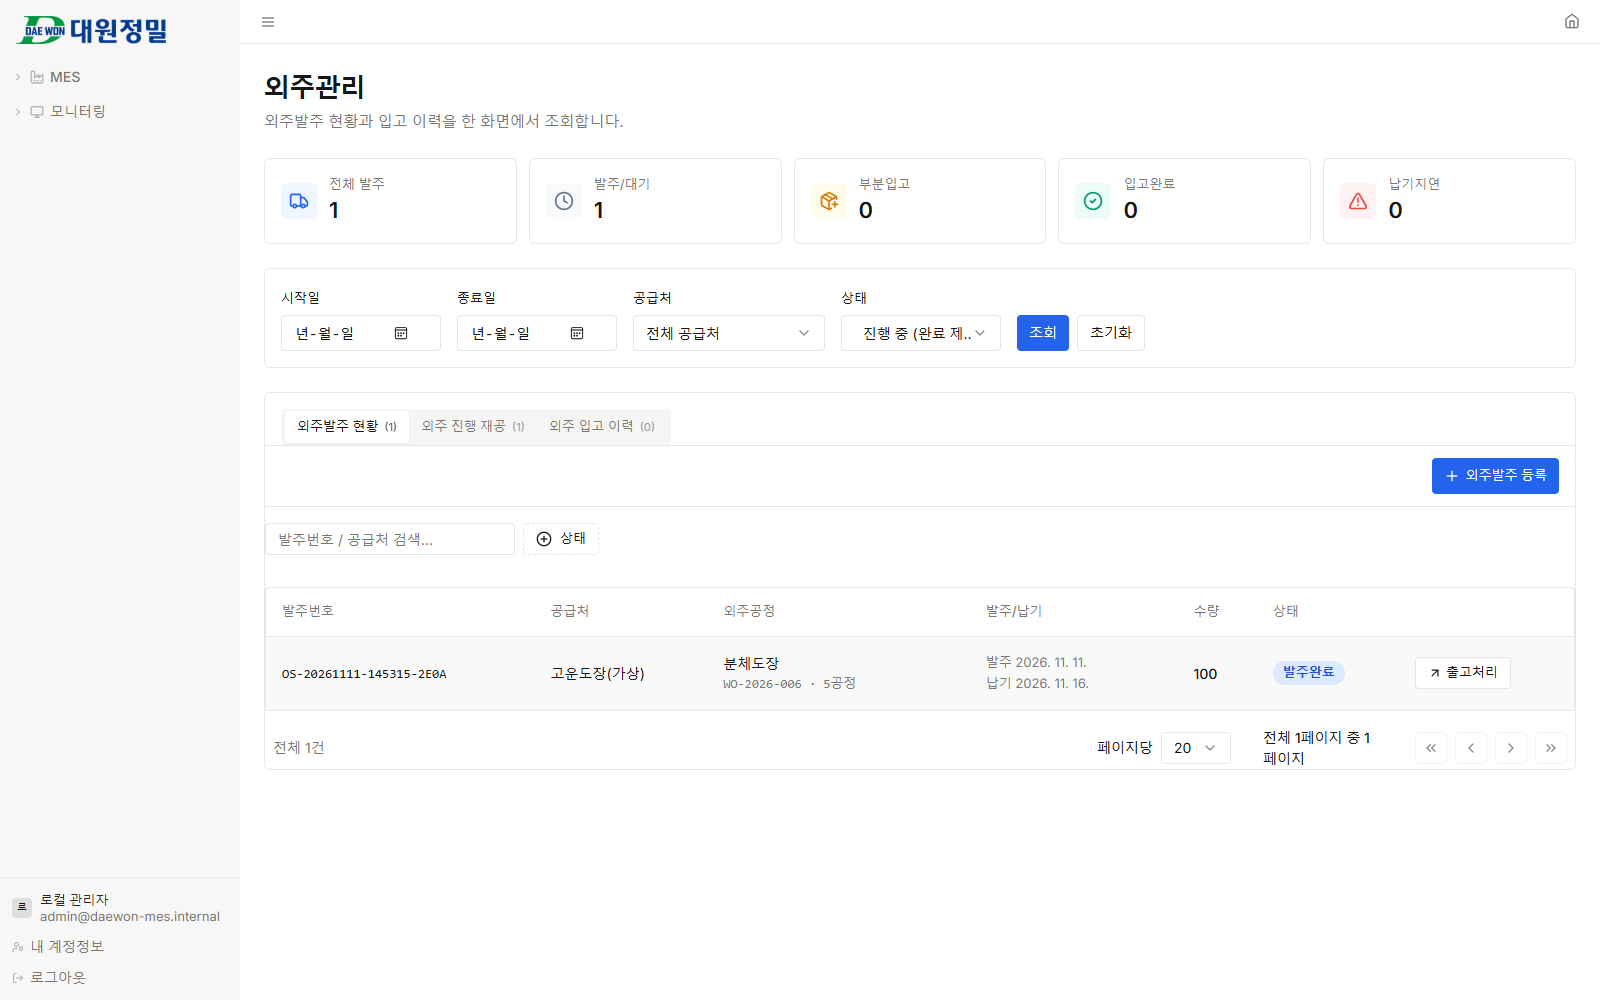 DAE WON 대원정밀
MES
모니터링
외주관리
외주발주 현황과 입고 이력을 한 화면에서 조회합니다.
전체 발주
1
발주/대기
1
부분입고
0
입고완료
0
납기지연
0
시작일
종료일
공급처
상태
년-월-일
년-월-일
전체 공급처
진행 중 (완료 제..
조회
초기화
외주발주 현황 (1)
외주 진행 재공 (1)
외주 입고 이력 (0)
외주발주 등록
발주번호 / 공급처 검색...
상태
발주번호
공급처
외주공정
발주/납기
수량
상태
OS-20261111-145315-2E0A
고운도장(가상)
분체도장
WO-2026-006 · 5공정
발주 2026. 11. 11.
납기 2026. 11. 16.
100
발주완료
출고처리
전체 1건
페이지당
20
전체 1페이지 중 1
페이지
로
로컬 관리자
admin@daewon-mes.internal
내 계정정보
로그아웃